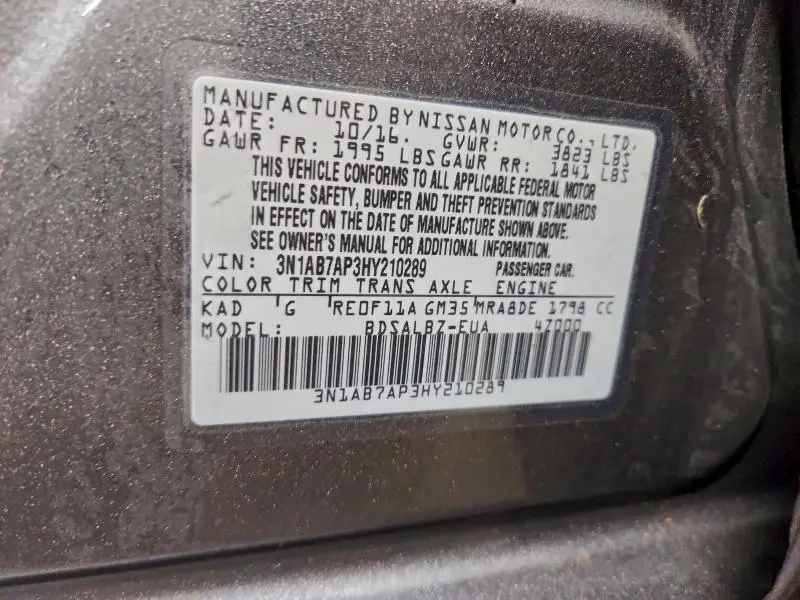 MANUFACTURED BY NISSAN MOTOR CO., LTD.
DATE: 10/16. GVWR: 3823 LBS
GAWR FR: 1995 LBS GAWR RR: 1841 LBS
THIS VEHICLE CONFORMS TO ALL APPLICABLE FEDERAL MOTOR
VEHICLE SAFETY, BUMPER AND THEFT PREVENTION STANDARDS
IN EFFECT ON THE DATE OF MANUFACTURE SHOWN ABOVE.
SEE OWNER'S MANUAL FOR ADDITIONAL INFORMATION.
VIN: 3N1AB7AP3HY210289 PASSENGER CAR.
COLOR TRIM TRANS AXLE ENGINE
KAD G RE0F11A GM35 MRA8DE 1798 CC
MODEL: BDSALBZ-EUA 4Z000
3N1AB7AP3HY210289